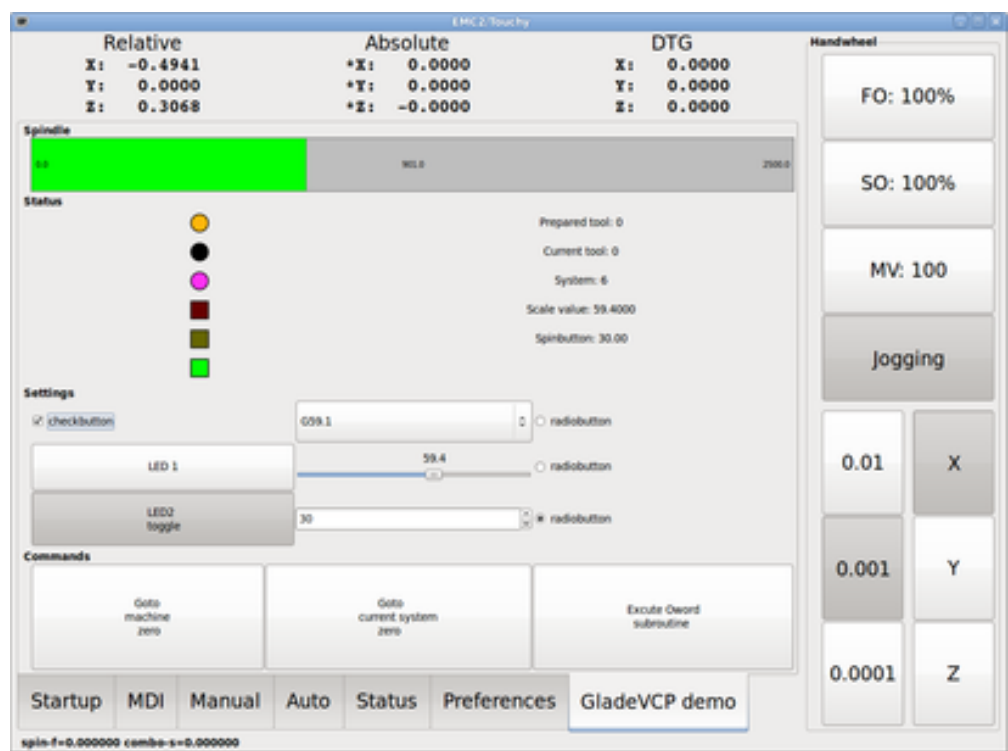 EMC2/Touchy
Relative Absolute DTG
X: -0.4941 *X: 0.0000 X: 0.0000
Y: 0.0000 *Y: 0.0000 Y: 0.0000
Z: 0.3068 *Z: -0.0000 Z: 0.0000
Spindle
0.0 901.0 2500.0
Status
Prepared tool: 0
Current tool: 0
System: 6
Scale value: 59.4000
Spinbutton: 30.00
Settings
checkbutton G59.1 radiobutton
LED 1 59.4 radiobutton
LED2
toggle
30 radiobutton
Commands
Goto
machine
zero
Goto
current system
zero
Excute Oword
subroutine
Startup MDI Manual Auto Status Preferences GladeVCP demo
spin-f=0.000000 combo-s=0.000000
Handwheel
FO: 100%
SO: 100%
MV: 100
Jogging
0.01 X
0.001 Y
0.0001 Z